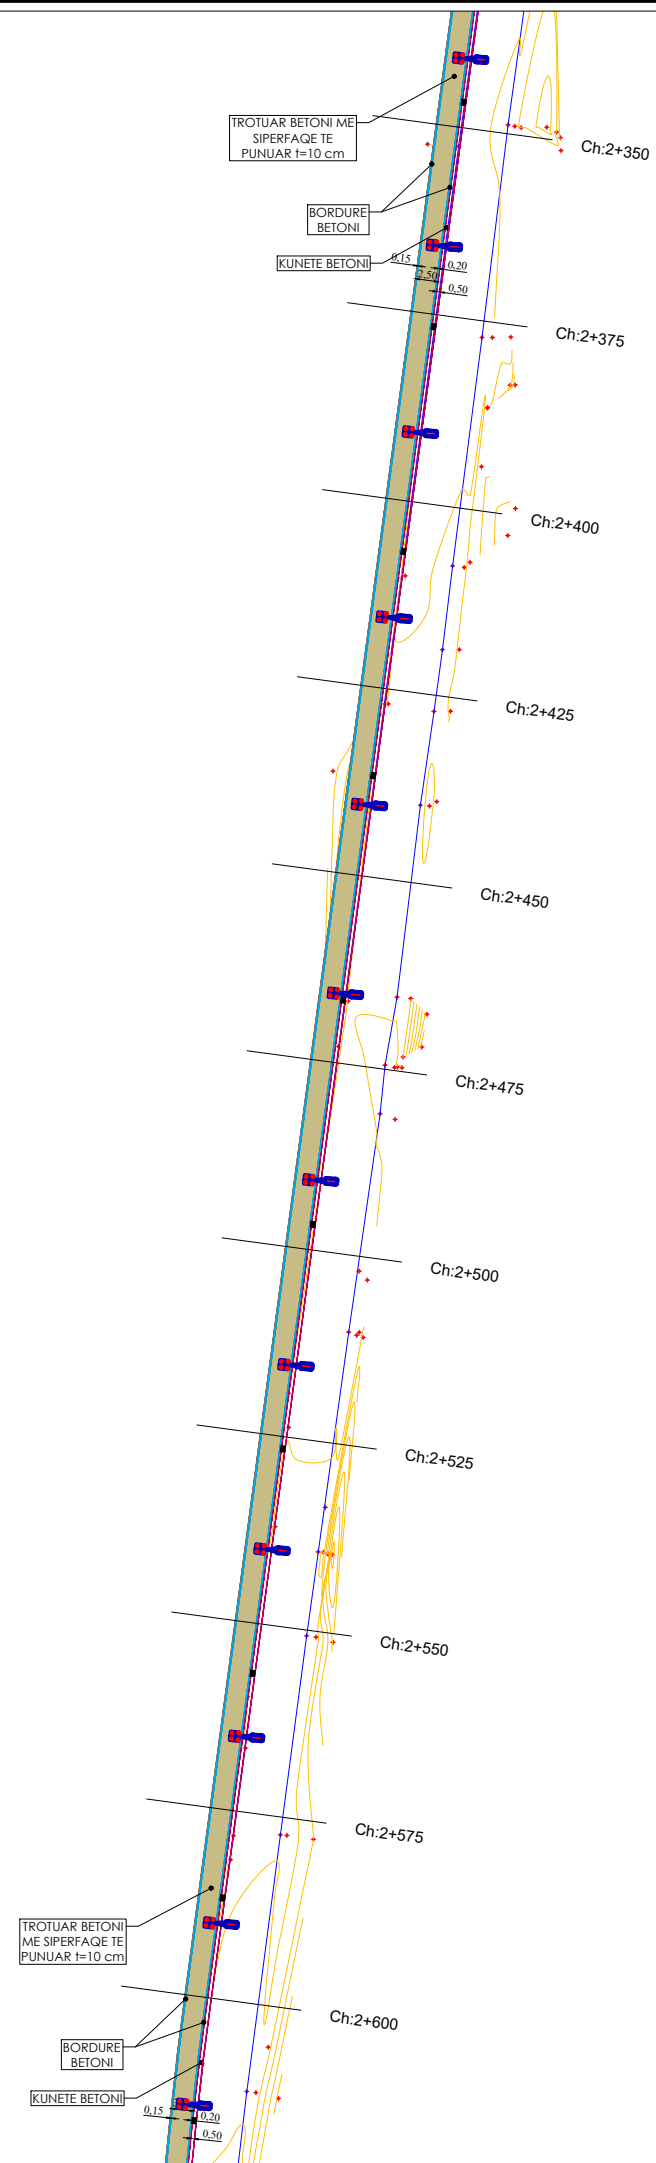 TROTUAR BETONI ME
SIPERFAQE TE
PUNUAR t=10 cm
Ch:2+350
BORDURE
BETONI
KUNETE BETONI
0,15
0,20
2,50
0,50
Ch:2+375
Ch:2+400
Ch:2+425
Ch:2+450
Ch:2+475
Ch:2+500
Ch:2+525
Ch:2+550
Ch:2+575
TROTUAR BETONI
ME SIPERFAQE TE
PUNUAR t=10 cm
Ch:2+600
BORDURE
BETONI
KUNETE BETONI
0,15
0,20
0,50